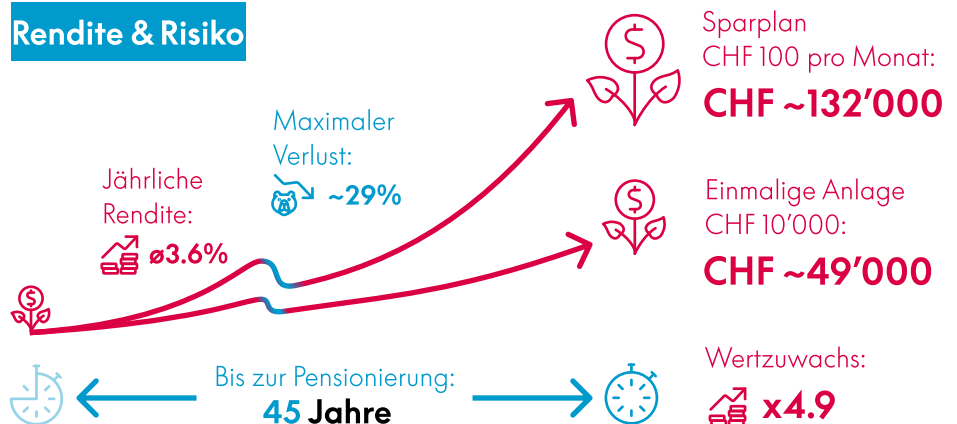 Rendite & Risiko
Sparplan
CHF 100 pro Monat:
CHF ~132’000
Maximaler
Verlust:
~29%
Jährliche
Rendite:
ø3.6%
Einmalige Anlage
CHF 10’000:
CHF ~49’000
Bis zur Pensionierung:
45 Jahre
Wertzuwachs:
x4.9